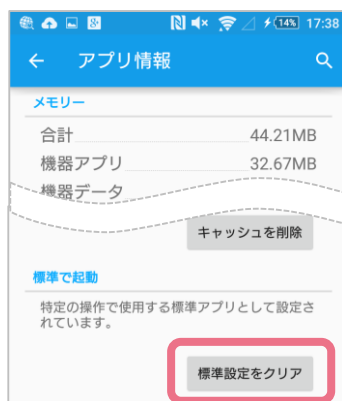 14% 17:38
アプリ情報
メモリー
合計 44.21MB
機器アプリ 32.67MB
機器データ
キャッシュを削除
標準で起動
特定の操作で使用する標準アプリとして設定さ
れています。
標準設定をクリア